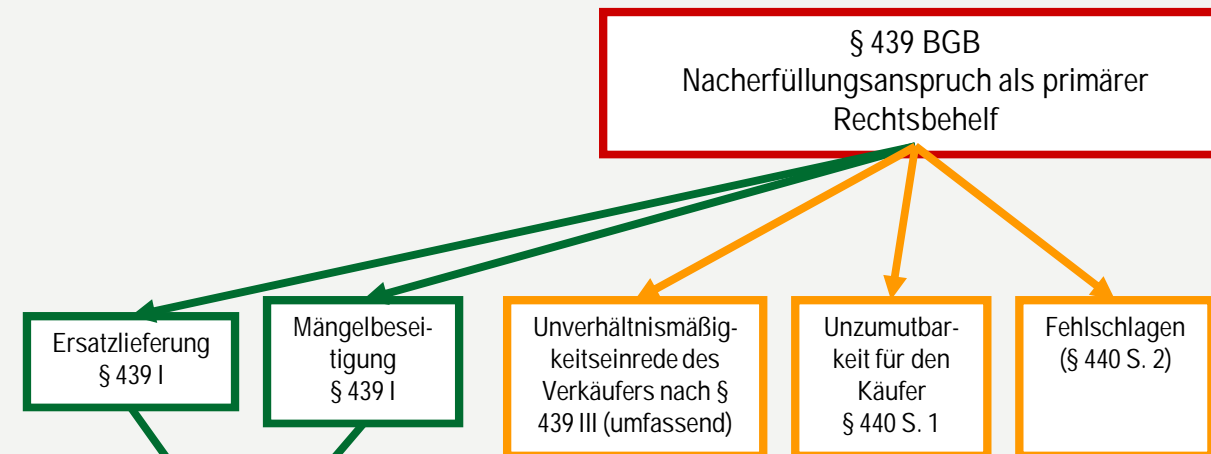 § 439 BGB
Nacherfüllungsanspruch als primärer
Rechtsbehelf
Ersatzlieferung
§ 439 I
Mängelbesei-
tigung
§ 439 I
Unverhältnismäßig-
keitseinrede des
Verkäufers nach §
439 III (umfassend)
Unzumutbar-
keit für den
Käufer
§ 440 S. 1
Fehlschlagen
(§ 440 S. 2)